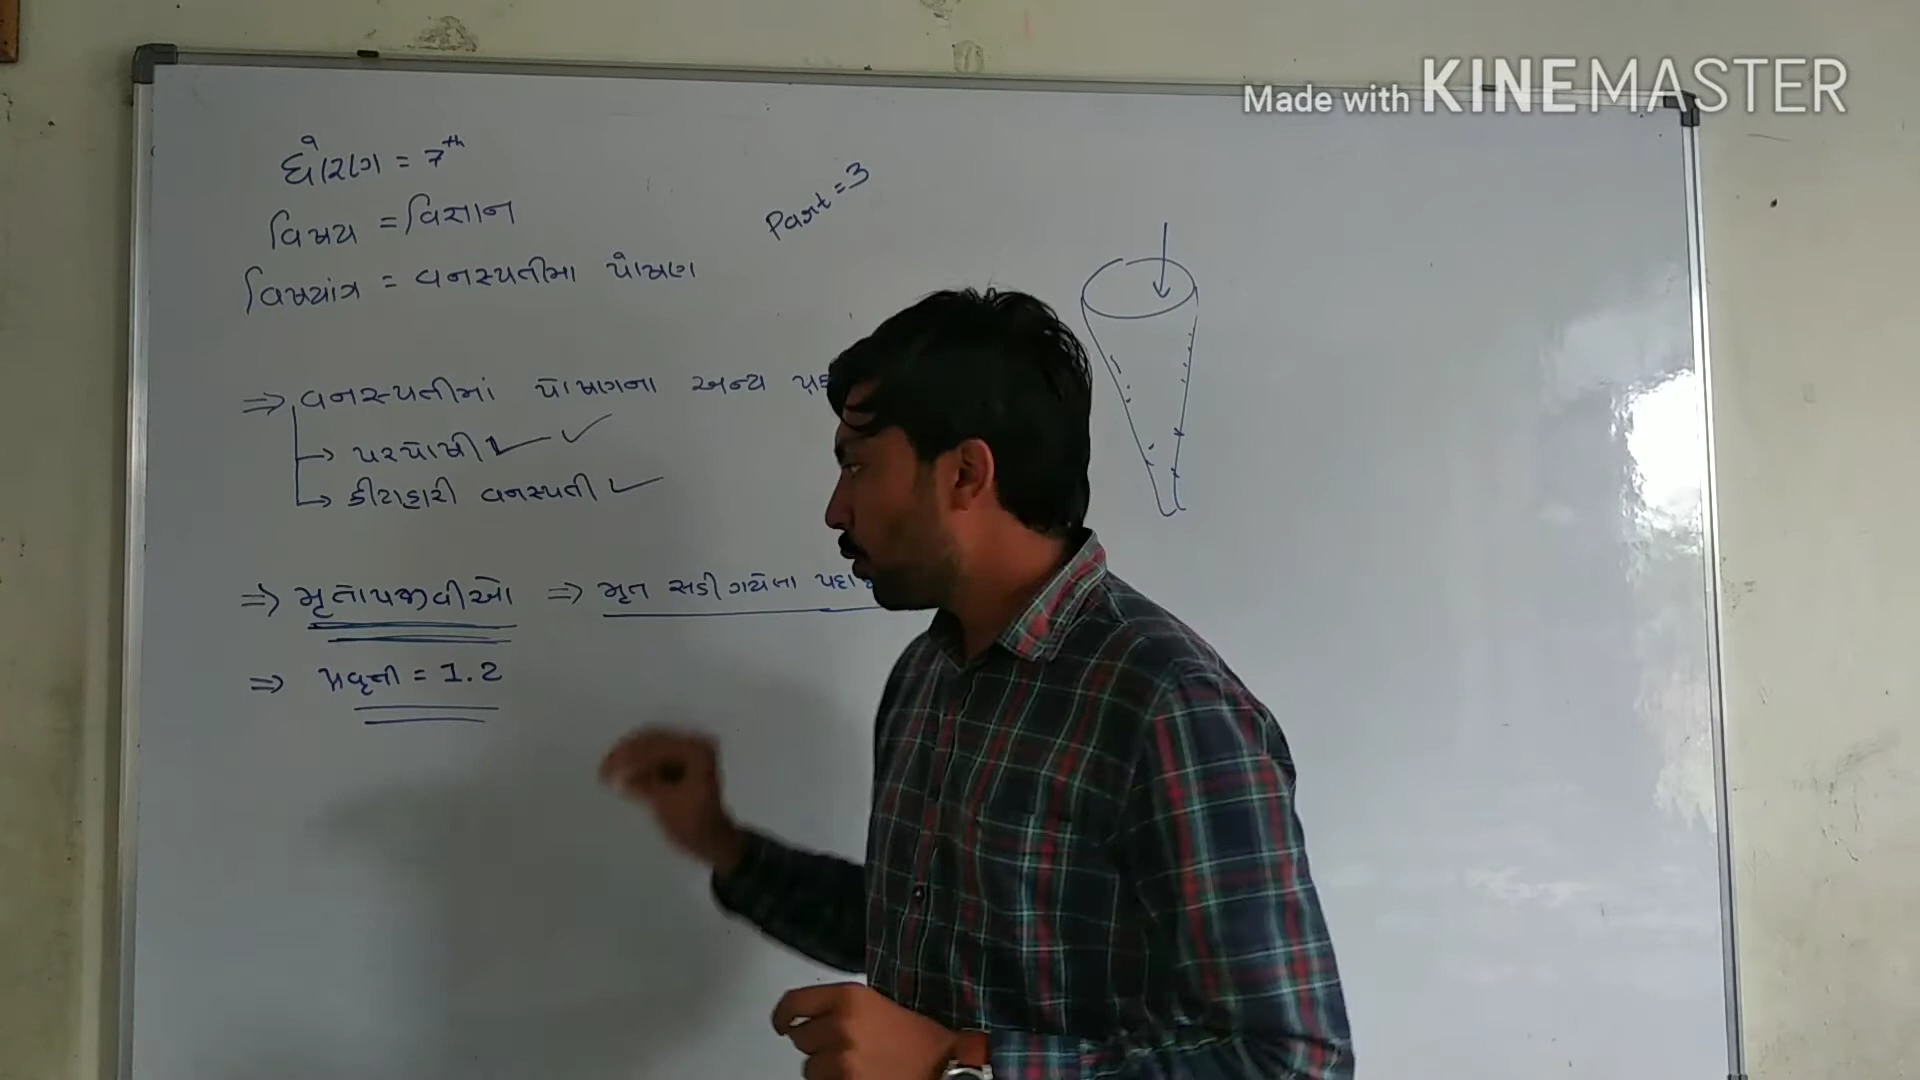 Made with KINEMASTER
ધોરણ = 7th
વિષય = વિજ્ઞાન
Part = 3
વિષયાંગ = વનસ્પતીમા પોષણ
⇒ વનસ્પતીમાં પોષણના અન્ય
→ પરપોષી ✓ ✓
→ કીટાહારી વનસ્પતી ✓
⇒ મૃતોપજીવીઓ ⇒ મૃત સડી ગયેલા
⇒ પ્રવૃતી = 1.2